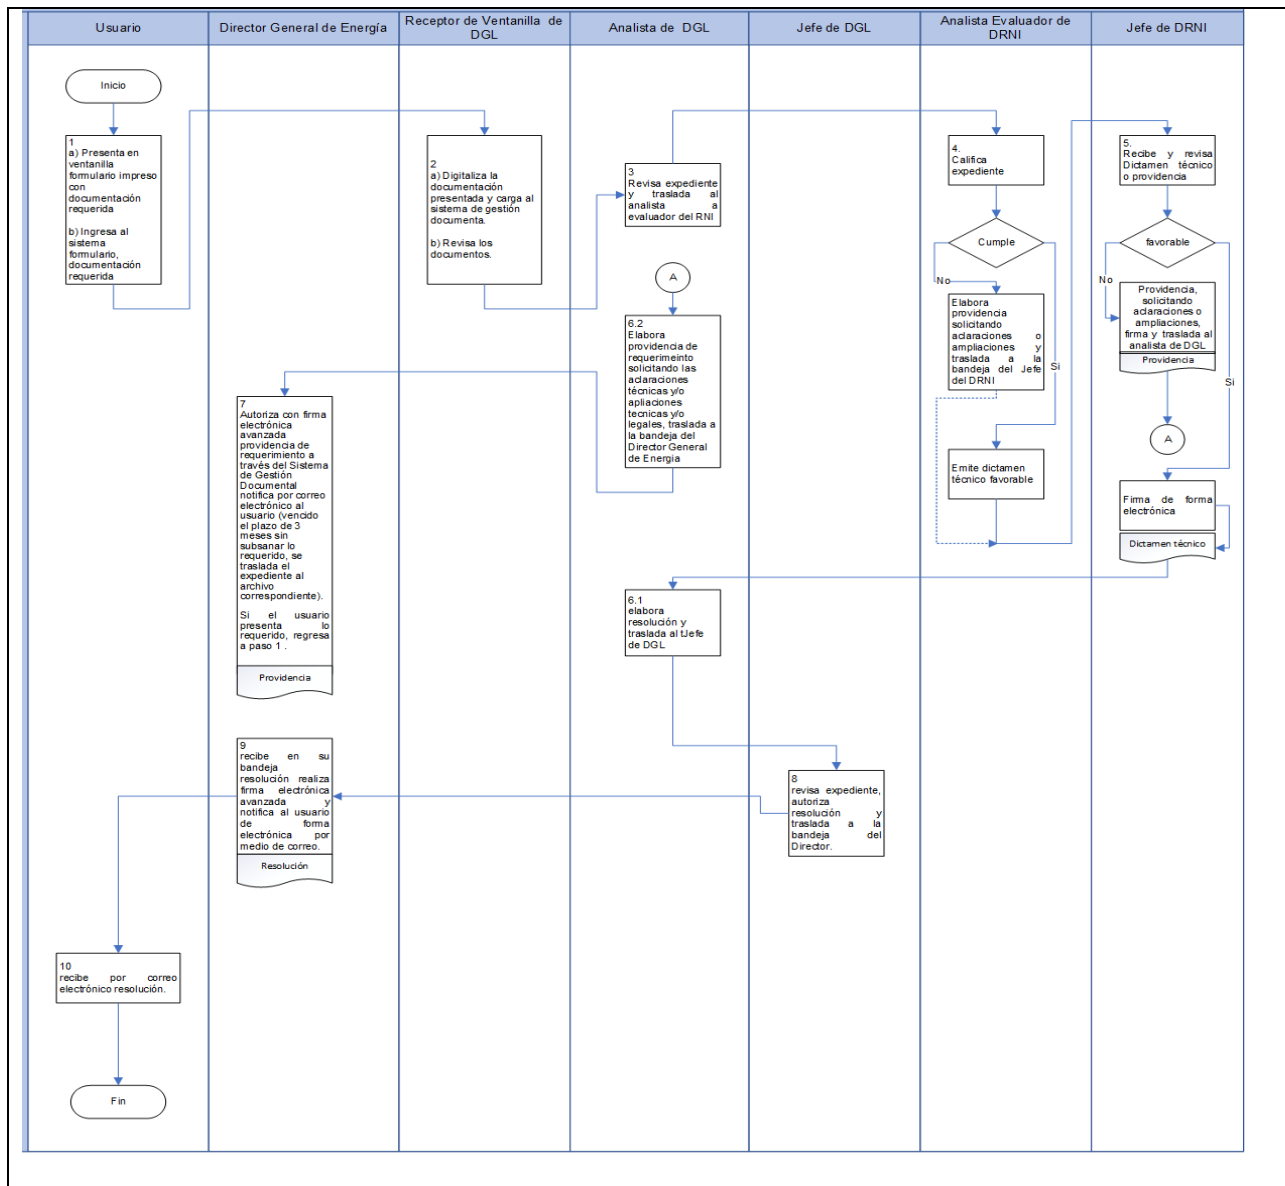 Usuario
Director General de Energía
Receptor de Ventanilla de
DGL
Analista de DGL
Jefe de DGL
Analista Evaluador de
DRNI
Jefe de DRNI
Inicio
1
a) Presenta en
ventanilla
formulario impreso
con
documentación
requerida
b) Ingresa al
sistema
formulario,
documentación
requerida
2
a) Digitaliza la
documentación
presentada y carga al
sistema de gestión
documenta.
b) Revisa los
documentos.
3
Revisa expediente
y traslada al
analista a
evaluador del RNI
4.
Califica
expediente
5.
Recibe y revisa
Dictamen técnico
o providencia
Cumple
favorable
No
Si
No
Si
Elabora
providencia
solicitando
aclaraciones o
ampliaciones y
traslada a la
bandeja del Jefe
del DRNI
Providencia,
solicitando
aclaraciones o
ampliaciones,
firma y traslada al
analista de DGL
Providencia
A
A
6.2
Elabora
providencia de
requerimeinto
solicitando las
aclaraciones
técnicas y/o
apliaciones
tecnicas y/o
legales, traslada a
la bandeja del
Director General
de Energia
7
Autoriza con firma
electrónica
avanzada
providencia de
requerimiento a
través del Sistema
de Gestión
Documental
notifica por correo
electrónico al
usuario (vencido
el plazo de 3
meses sin
subsanar lo
requerido, se
traslada el
expediente al
archivo
correspondiente).
Si el usuario
presenta lo
requerido, regresa
a paso 1 .
Providencia
Emite dictamen
técnico favorable
Firma de forma
electrónica
Dictamen técnico
6.1
elabora
resolución y
traslada al tJefe
de DGL
8
revisa expediente,
autoriza
resolución y
traslada a la
bandeja del
Director.
9
recibe en su
bandeja
resolución realiza
firma electrónica
avanzada y
notifica al usuario
de forma
electrónica por
medio de correo.
Resolución
10
recibe por correo
electrónico resolución.
Fin